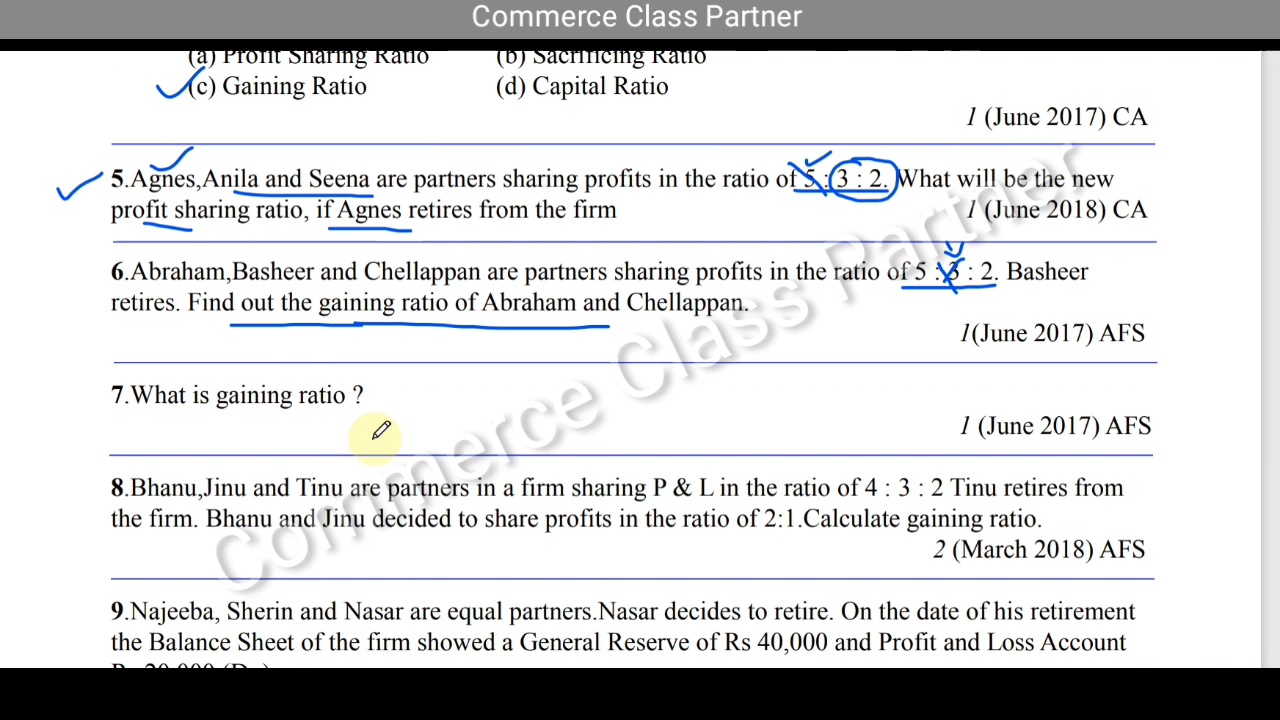 Commerce Class Partner
(a) Profit Sharing Ratio (b) Sacrificing Ratio
(c) Gaining Ratio (d) Capital Ratio
1 (June 2017) CA
5.Agnes,Anila and Seena are partners sharing profits in the ratio of 5 : 3 : 2. What will be the new
profit sharing ratio, if Agnes retires from the firm 1 (June 2018) CA
6.Abraham,Basheer and Chellappan are partners sharing profits in the ratio of 5 : 3 : 2. Basheer
retires. Find out the gaining ratio of Abraham and Chellappan.
1(June 2017) AFS
7.What is gaining ratio ?
1 (June 2017) AFS
8.Bhanu,Jinu and Tinu are partners in a firm sharing P & L in the ratio of 4 : 3 : 2 Tinu retires from
the firm. Bhanu and Jinu decided to share profits in the ratio of 2:1.Calculate gaining ratio.
2 (March 2018) AFS
9.Najeeba, Sherin and Nasar are equal partners.Nasar decides to retire. On the date of his retirement
the Balance Sheet of the firm showed a General Reserve of Rs 40,000 and Profit and Loss Account
Commerce Class Partner